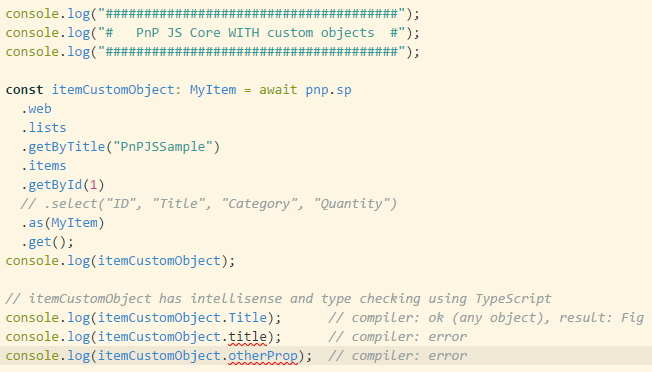 console.log("######################################");
console.log("#   PnP JS Core WITH custom objects  #");
console.log("######################################");
const itemCustomObject: MyItem = await pnp.sp
.web
.lists
.getByTitle("PnPJSSample")
.items
.getById(1)
// .select("ID", "Title", "Category", "Quantity")
.as(MyItem)
.get();
console.log(itemCustomObject);
// itemCustomObject has intellisense and type checking using TypeScript
console.log(itemCustomObject.Title);      // compiler: ok (any object), result: Fig
console.log(itemCustomObject.title);      // compiler: error
console.log(itemCustomObject.otherProp);  // compiler: error